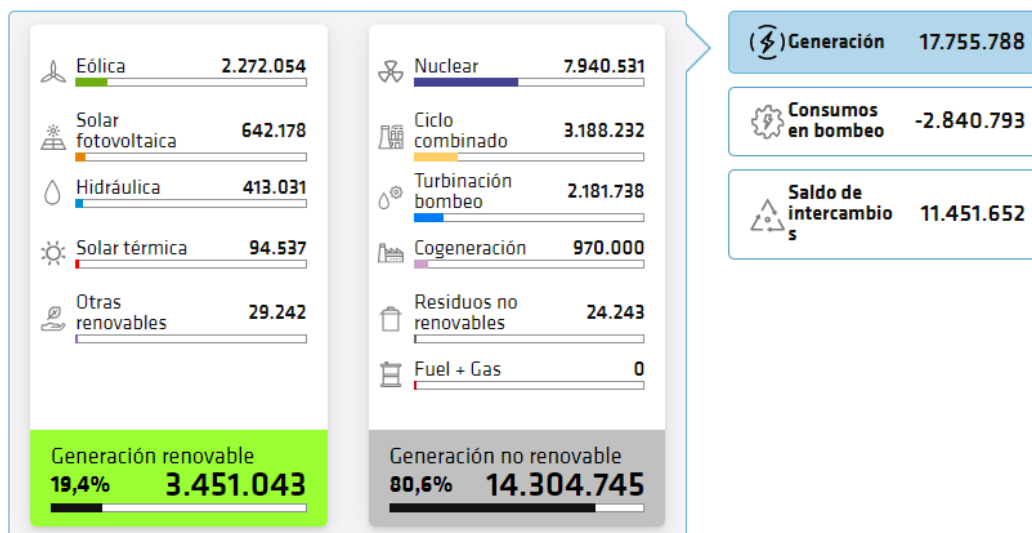 Eólica 2.272.054
Solar
fotovoltaica 642.178
Hidráulica 413.031
Solar térmica 94.537
Otras
renovables 29.242
Generación renovable
19,4% 3.451.043
Nuclear 7.940.531
Ciclo
combinado 3.188.232
Turbinación
bombeo 2.181.738
Cogeneración 970.000
Residuos no
renovables 24.243
Fuel + Gas 0
Generación no renovable
80,6% 14.304.745
Generación 17.755.788
Consumos
en bombeo -2.840.793
Saldo de
intercambio 11.451.652
s